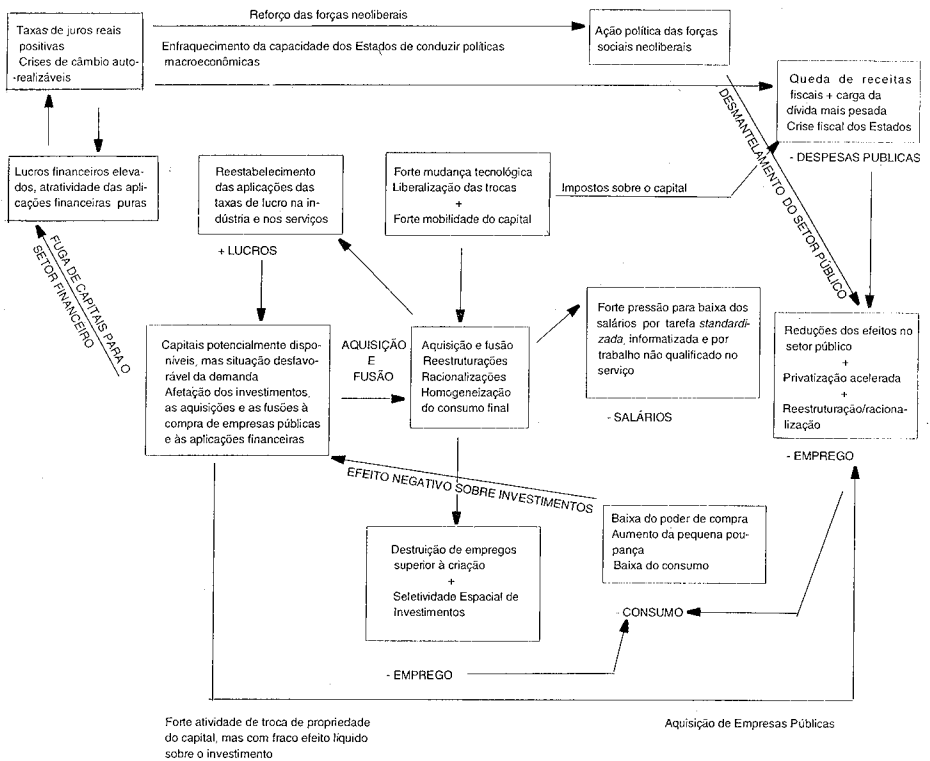 Reforço das forças neoliberais
Taxas de juros reais
positivas
Crises de câmbio auto-
-realizáveis
Enfraquecimento da capacidade dos Estados de conduzir políticas
macroeconômicas
Ação política das forças
sociais neoliberais
Queda de receitas
fiscais + carga da
dívida mais pesada
Crise fiscal dos Estados
- DESPESAS PUBLICAS
DESMANTELAMENTO DO SETOR PÚBLICO
Lucros financeiros eleva-
dos, atratividade das apli-
cações financeiras puras
Reestabelecimento
das aplicações das
taxas de lucro na in-
dústria e nos serviços
+ LUCROS
Forte mudança tecnológica
Liberalização das trocas
+
Forte mobilidade do capital
Impostos sobre o capital
FUGA DE CAPITAIS PARA O
SETOR FINANCEIRO
Capitais potencialmente dispo-
níveis, mas situação desfavo-
rável da demanda
Afetação dos investimentos,
as aquisições e as fusões à
compra de empresas públicas
e às aplicações financeiras
AQUISIÇÃO
E
FUSÃO
Aquisição e fusão
Reestruturações
Racionalizações
Homogeneização
do consumo final
Forte pressão para baixa dos
salários por tarefa standardi-
zada, informatizada e por
trabalho não qualificado no
serviço
- SALÁRIOS
Reduções dos efeitos no
setor público
+
Privatização acelerada
+
Reestruturação/raciona-
lização
- EMPREGO
EFEITO NEGATIVO SOBRE INVESTIMENTOS
Baixa do poder de compra
Aumento da pequena pou-
pança
Baixa do consumo
- CONSUMO
Destruição de empregos
superior à criação
+
Seletividade Espacial de
Investimentos
- EMPREGO
Forte atividade de troca de propriedade
do capital, mas com fraco efeito líquido
sobre o investimento
Aquisição de Empresas Públicas